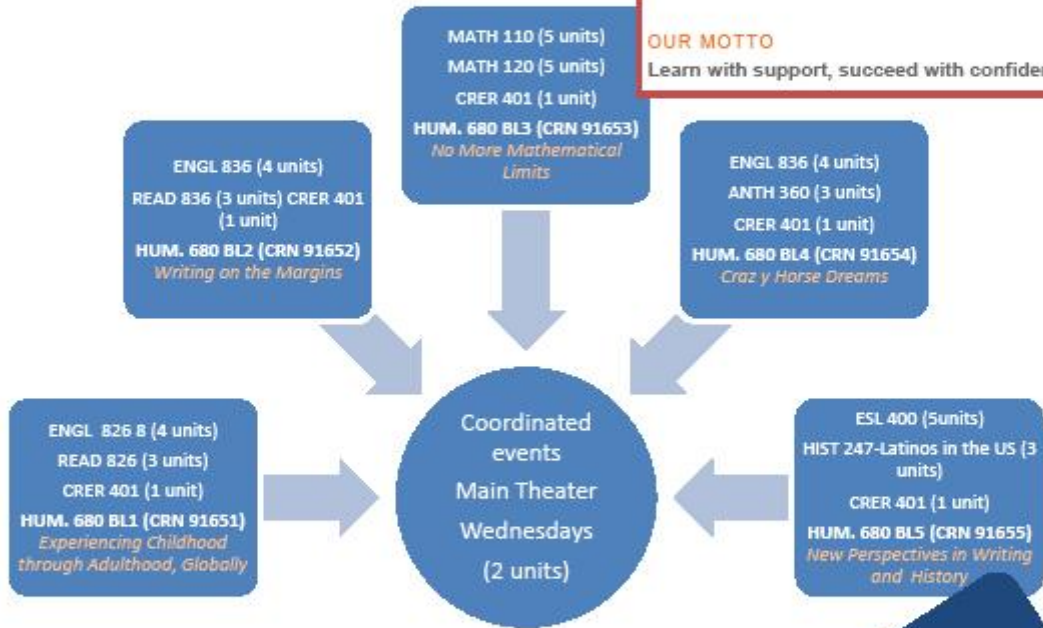 OUR MOTTO
Learn with support, succeed with
MATH 110 (5 units)
MATH 120 (5 units)
CRER 401 (1 unit)
HUM. 680 BL3 (CRN 91653)
No More Mathematical
Limits
ENGL 836 (4 units)
READ 836 (3 units) CRER 401
(1 unit)
HUM. 680 BL2 (CRN 91652)
Writing on the Margins
ENGL 836 (4 units)
ANTH 360 (3 units)
CRER 401 (1 unit)
HUM. 680 BL4 (CRN 91654)
Craz y Horse Dreams
ENGL 826 8 (4 units)
READ 826 (3 units)
CRER 401 (1 unit)
HUM. 680 BL1 (CRN 91651)
Experiencing Childhood
through Adulthood, Globally
Coordinated
events
Main Theater
Wednesdays
(2 units)
ESL 400 (5units)
HIST 247-Latinos in the US (3
units)
CRER 401 (1 unit)
HUM. 680 BL5 (CRN 91655)
New Perspectives in Writing
and History